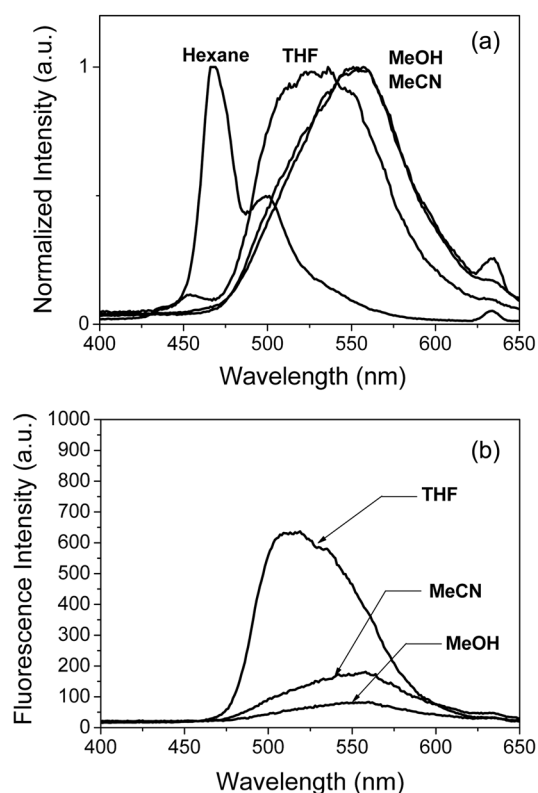 (a)
Hexane THF MeOH
MeCN
1
0
Normalized Intensity (a.u.)
400 450 500 550 600 650
Wavelength (nm)
(b)
1000
900
800
700
600
500
400
300
200
100
0
Fluorescence Intensity (a.u.)
THF
MeCN
MeOH
400 450 500 550 600 650
Wavelength (nm)